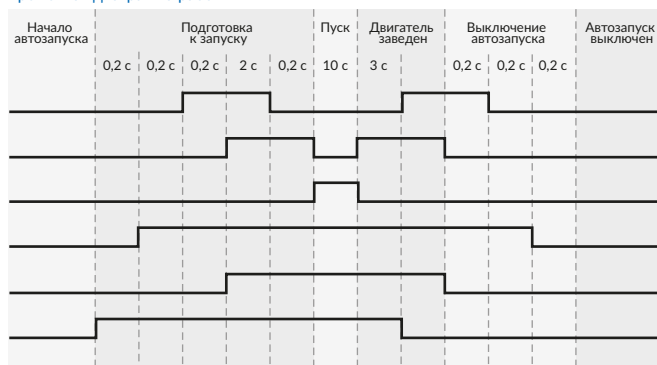 Начало автозапуска
Подготовка к запуску
Пуск
Двигатель заведен
Выключение автозапуска
Автозапуск выключен
0,2 с 0,2 с 0,2 с 2 с 0,2 с 10 с 3 с 0,2 с 0,2 с 0,2 с